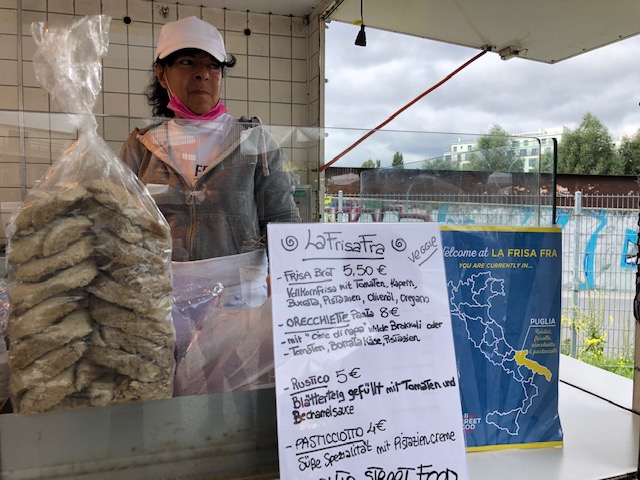 LaFrisaFra
VEGGIE
- FRISA Brot 5,50€
Vollkornfrisa mit Tomaten, Kapern,
Burrata, Pistazien, Olivenöl, Oregano
- ORECCHIETTE Pasta 8€
- mit "cime di rapa" wilde Brokkoli oder
- Tomaten, Burrata Käse, Pistazien
- Rustico 5€
Blätterteig gefüllt mit Tomaten und
Bechamelsauce
- PASTICCIOTTO 4€
Süße Spezialität mit Pistazien creme
STREET FOOD
Welcome at LA FRISA FRA
YOU ARE CURRENTLY IN...
PUGLIA
STREET